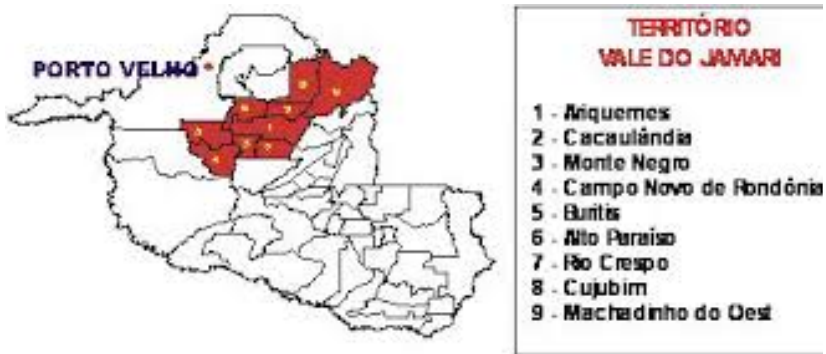 PORTO VELHO
TERRITÓRIO
VALE DO JAMARI
1 - Ariquemes
2 - Cacaulândia
3 - Monte Negro
4 - Campo Novo de Rondônia
5 - Buritis
6 - Alto Paraíso
7 - Rio Crespo
8 - Cujubim
9 - Machadinho do Oest